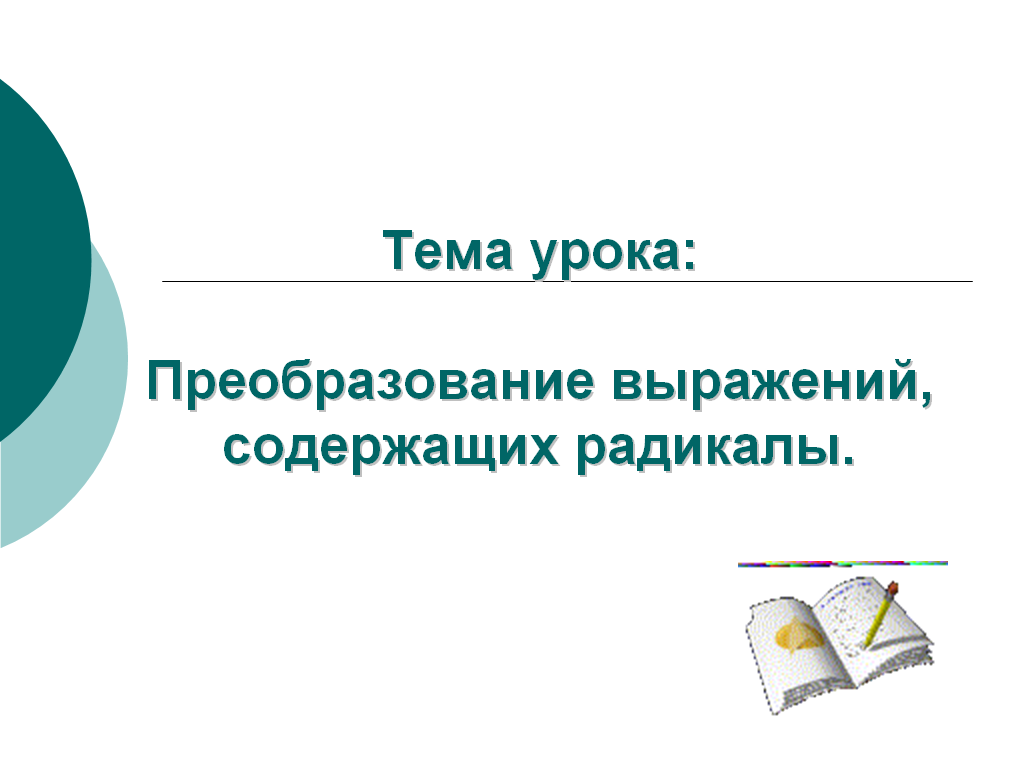 Тема урока:
Преобразование выражений,
содержащих радикалы.